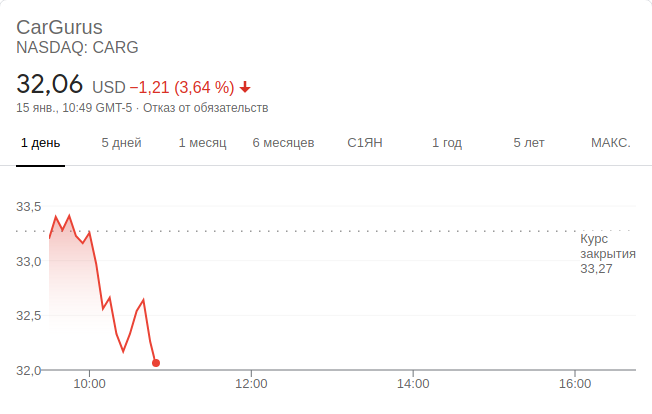 CarGurus
NASDAQ: CARG
32,06 USD −1,21 (3,64 %)
15 янв., 10:49 GMT-5 · Отказ от обязательств
1 день 5 дней 1 месяц 6 месяцев С1ЯН 1 год 5 лет МАКС.
33,5
Курс
закрытия
33,27
33,0
32,5
32,0
10:00 12:00 14:00 16:00